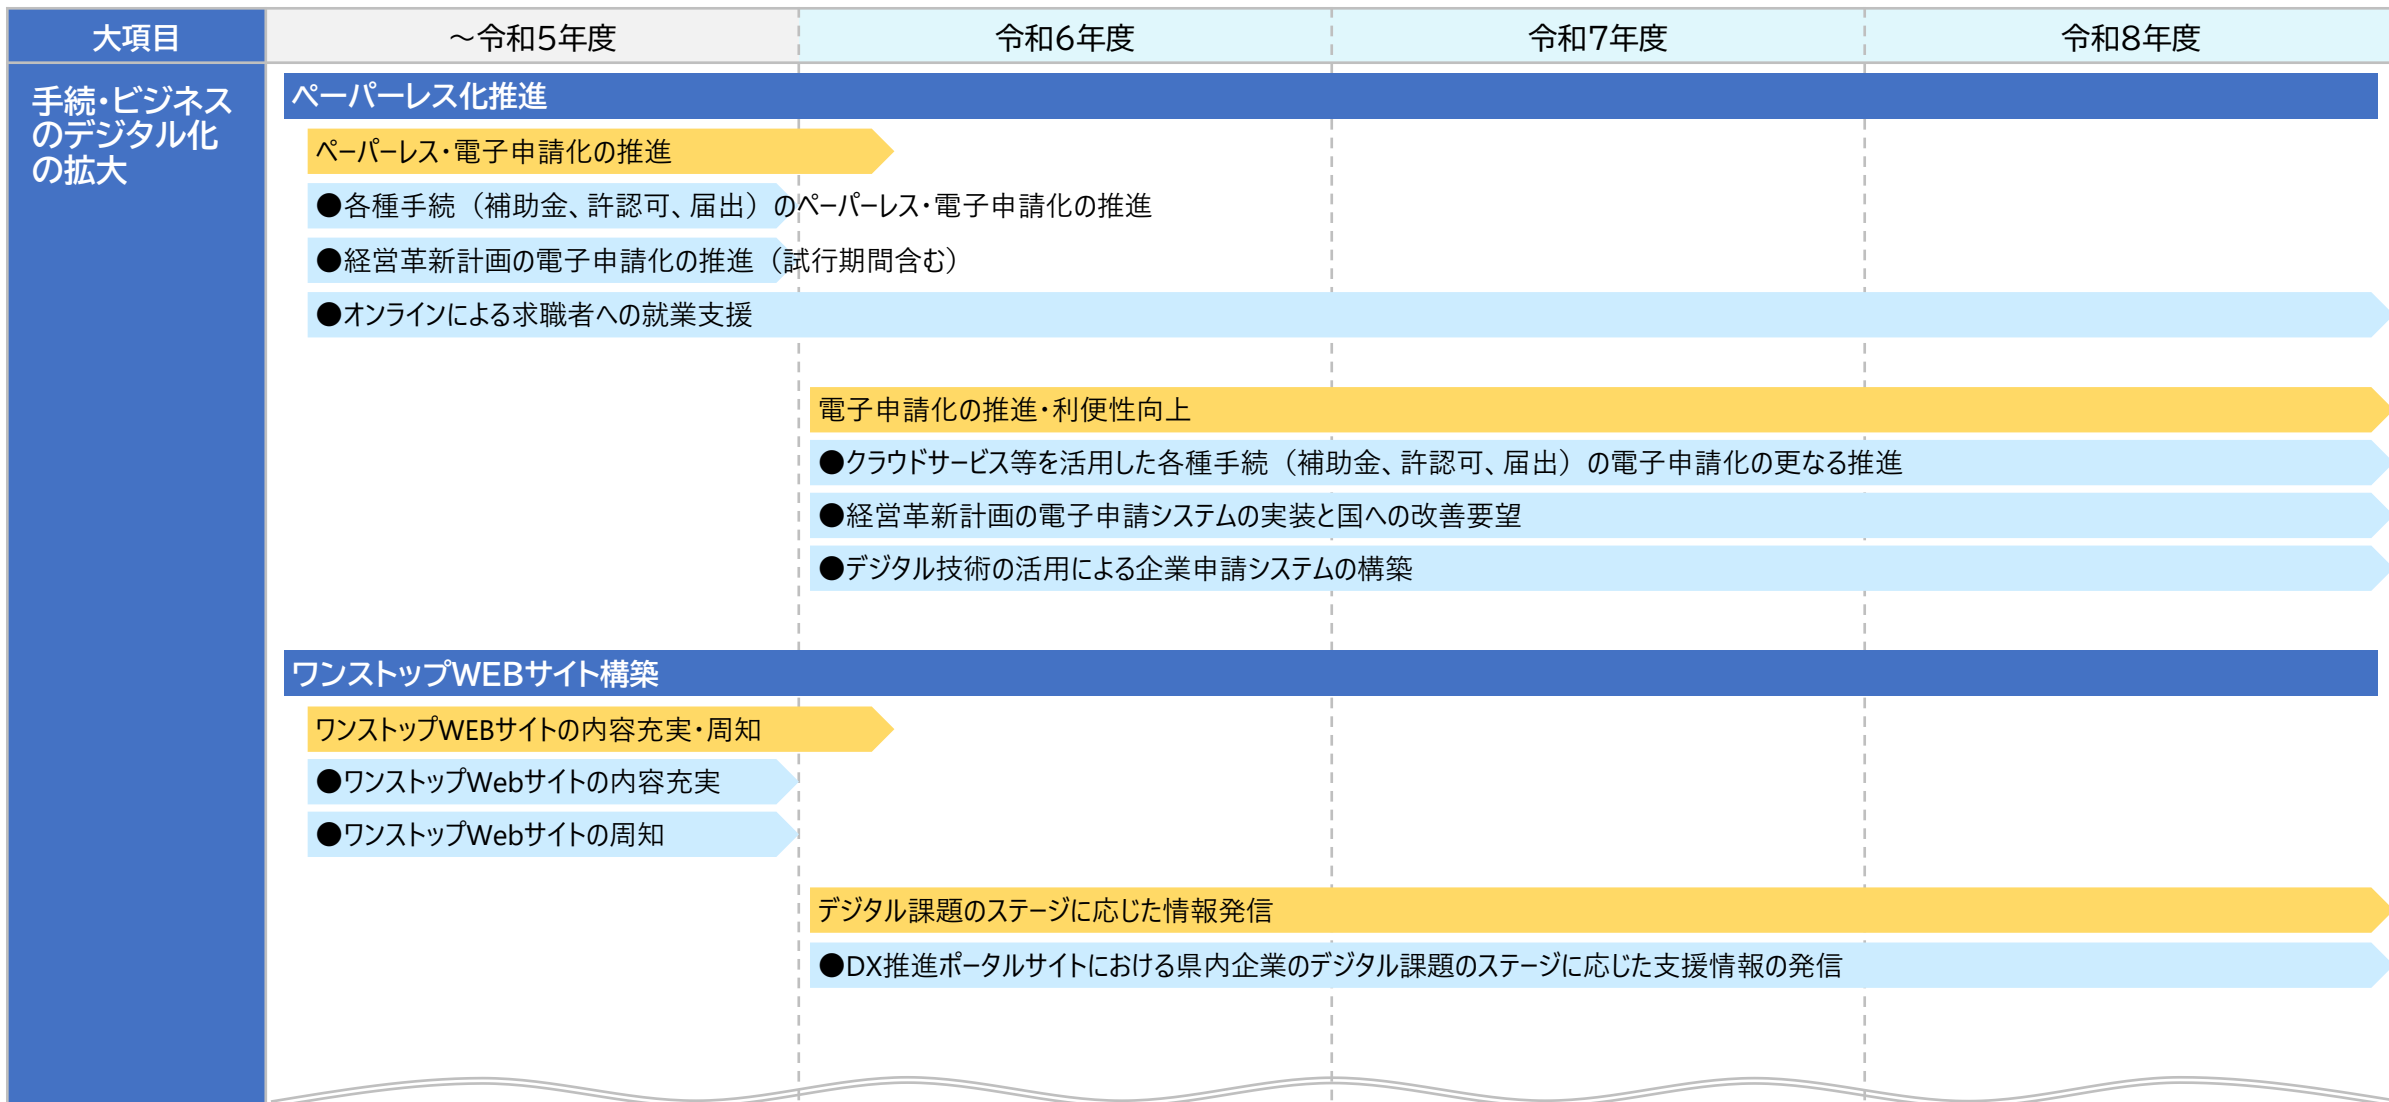 大項目
～令和5年度
令和6年度
令和7年度
令和8年度
手続・ビジネス
のデジタル化
の拡大
ペーパーレス化推進
ペーパーレス・電子申請化の推進
●各種手続（補助金、許認可、届出）のペーパーレス・電子申請化の推進
●経営革新計画の電子申請化の推進（試行期間含む）
●オンラインによる求職者への就業支援
電子申請化の推進・利便性向上
●クラウドサービス等を活用した各種手続（補助金、許認可、届出）の電子申請化の更なる推進
●経営革新計画の電子申請システムの実装と国への改善要望
●デジタル技術の活用による企業申請システムの構築
ワンストップWEBサイト構築
ワンストップWEBサイトの内容充実・周知
●ワンストップWebサイトの内容充実
●ワンストップWebサイトの周知
デジタル課題のステージに応じた情報発信
●DX推進ポータルサイトにおける県内企業のデジタル課題のステージに応じた支援情報の発信